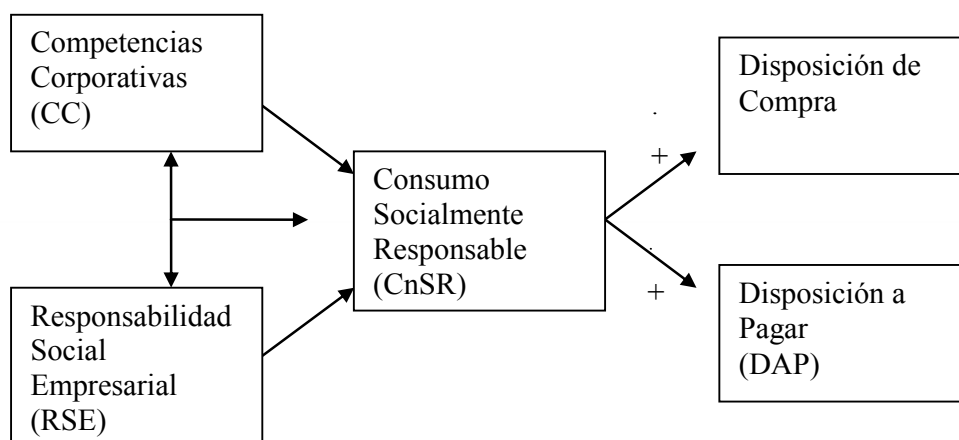 Competencias
Corporativas
(CC)
Disposición de
Compra
+
Consumo
Socialmente
Responsable
(CnSR)
+
Responsabilidad
Social
Empresarial
(RSE)
Disposición a
Pagar
(DAP)